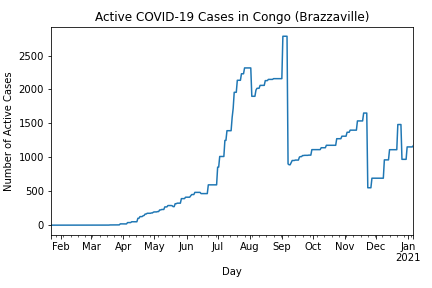 Active COVID-19 Cases in Congo (Brazzaville)
Number of Active Cases
2500
2000
1500
1000
500
0
Feb Mar Apr May Jun Jul Aug Sep Oct Nov Dec Jan
2021
Day